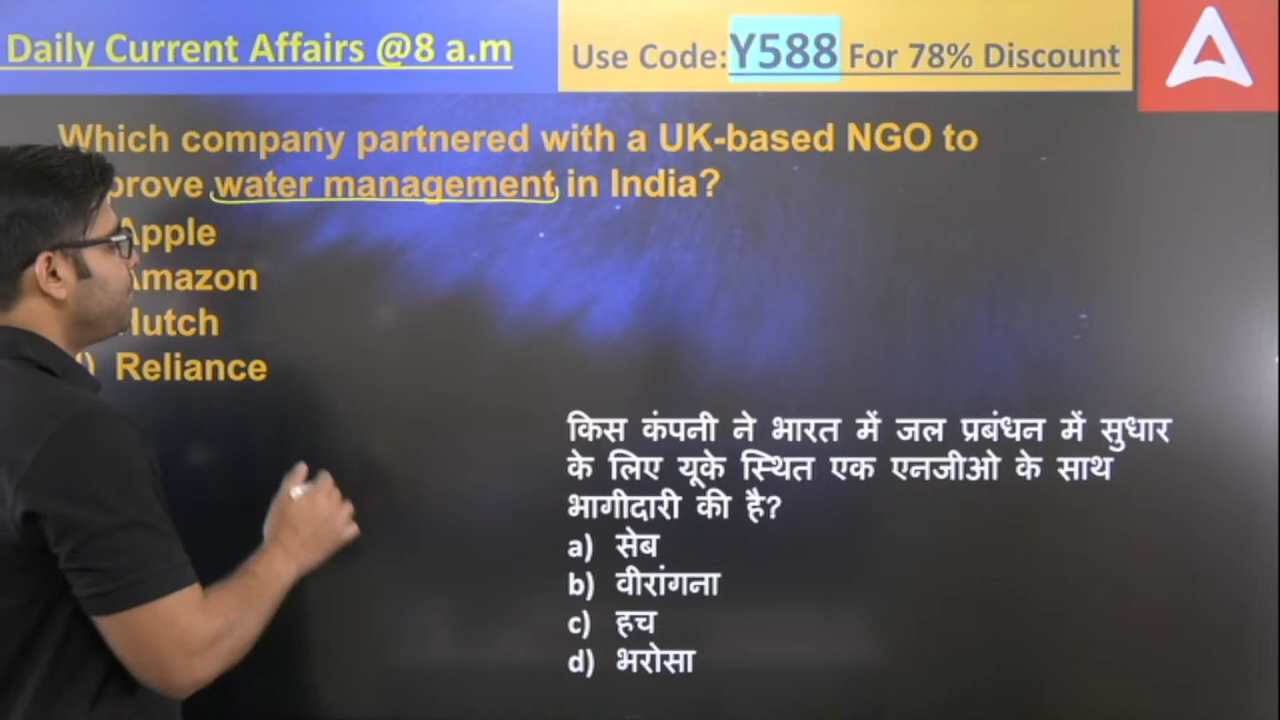 Daily Current Affairs @8 a.m
Use Code:Y588 For 78% Discount
Which company partnered with a UK-based NGO to
water management in India?
Apple
Amazon
Hutch
Reliance
किस कंपनी ने भारत में जल प्रबंधन में सुधार
के लिए यूके स्थित एक एनजीओ के साथ
भागीदारी की है?
a) सेब
b) वीरांगना
c) हच
d) भरोसा